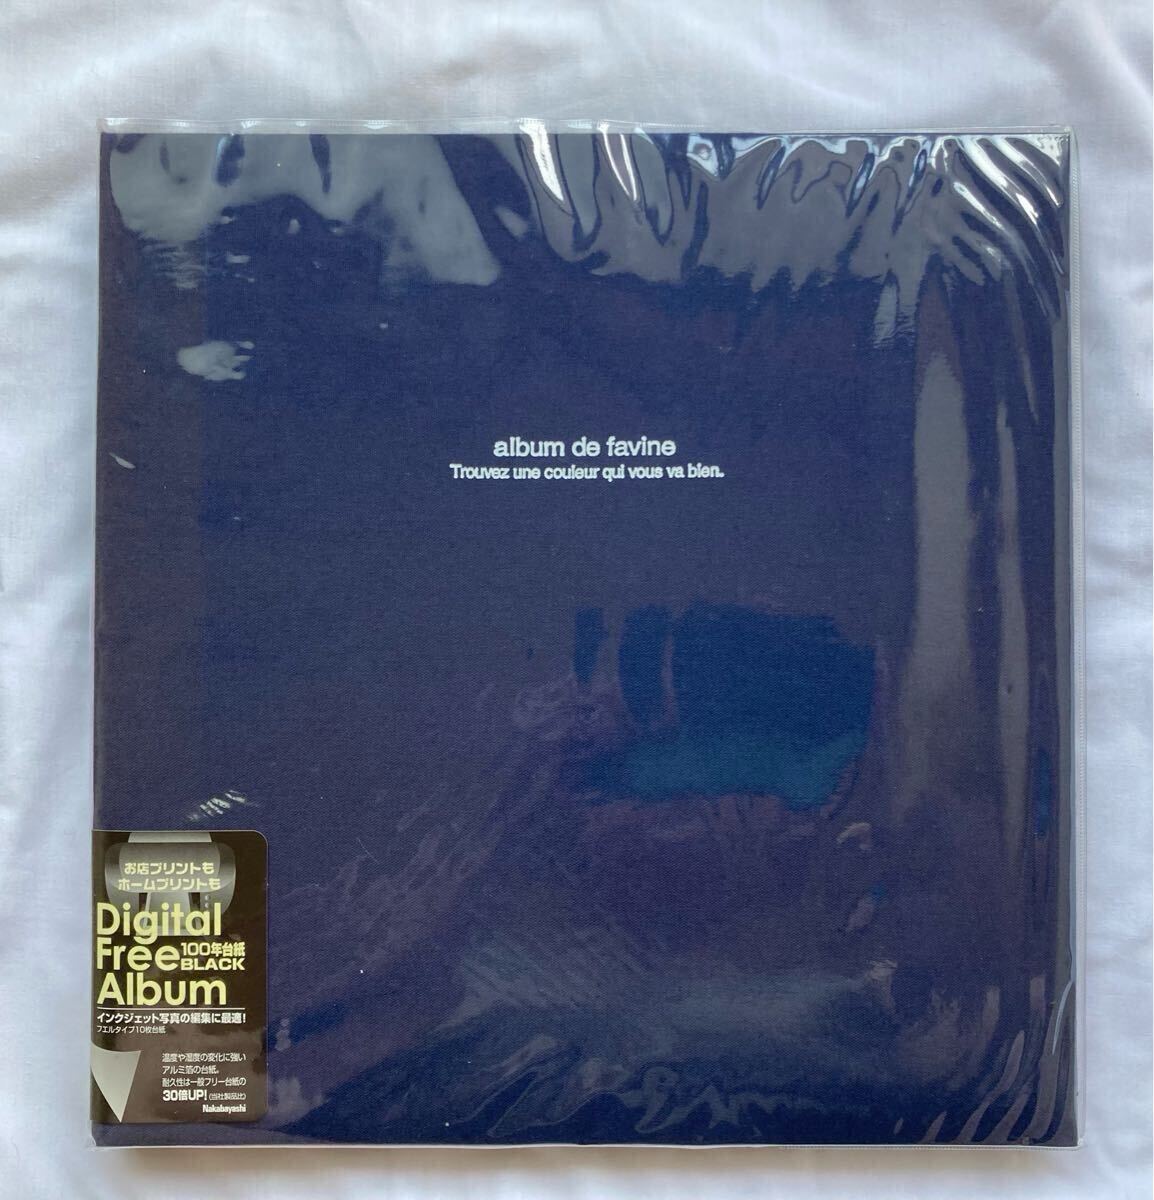 album de favine
Trouvez une couleur qui vous va bien.
お店プリントも
ホームプリントも
Digital
Free 100年台紙
BLACK
Album
インクジェット写真の編集に最適!
フエルタイプ10枚台紙
温度や湿度の変化に強い
アルミ箔の台紙。
耐久性は一般フリー台紙の
30倍UP! (当社製品比)
Nakabayashi